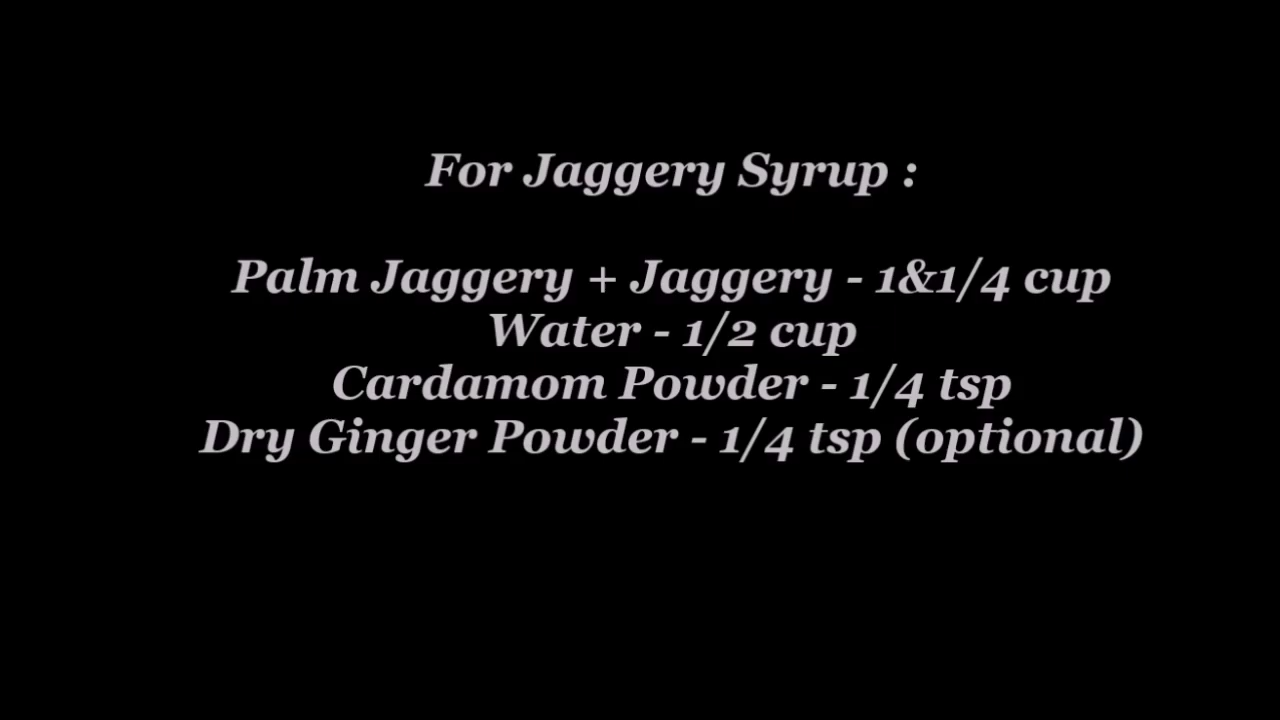 For Jaggery Syrup :
Palm Jaggery + Jaggery - 1&1/4 cup
Water - 1/2 cup
Cardamom Powder - 1/4 tsp
Dry Ginger Powder - 1/4 tsp (optional)